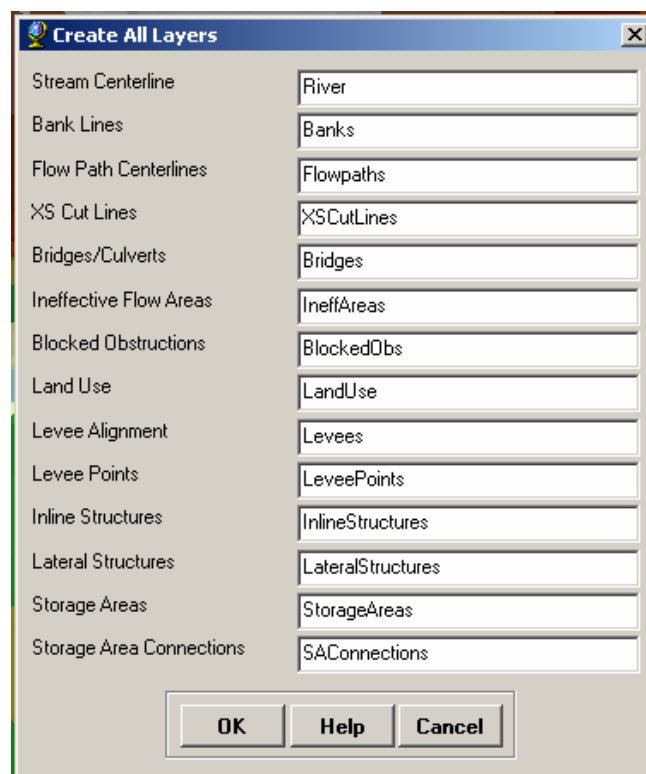 Create All Layers
Stream Centerline River
Bank Lines Banks
Flow Path Centerlines Flowpaths
XS Cut Lines XSCutLines
Bridges/Culverts Bridges
Ineffective Flow Areas IneffAreas
Blocked Obstructions BlockedObs
Land Use LandUse
Levee Alignment Levees
Levee Points LeveePoints
Inline Structures InlineStructures
Lateral Structures LateralStructures
Storage Areas StorageAreas
Storage Area Connections SAConnections
OK Help Cancel